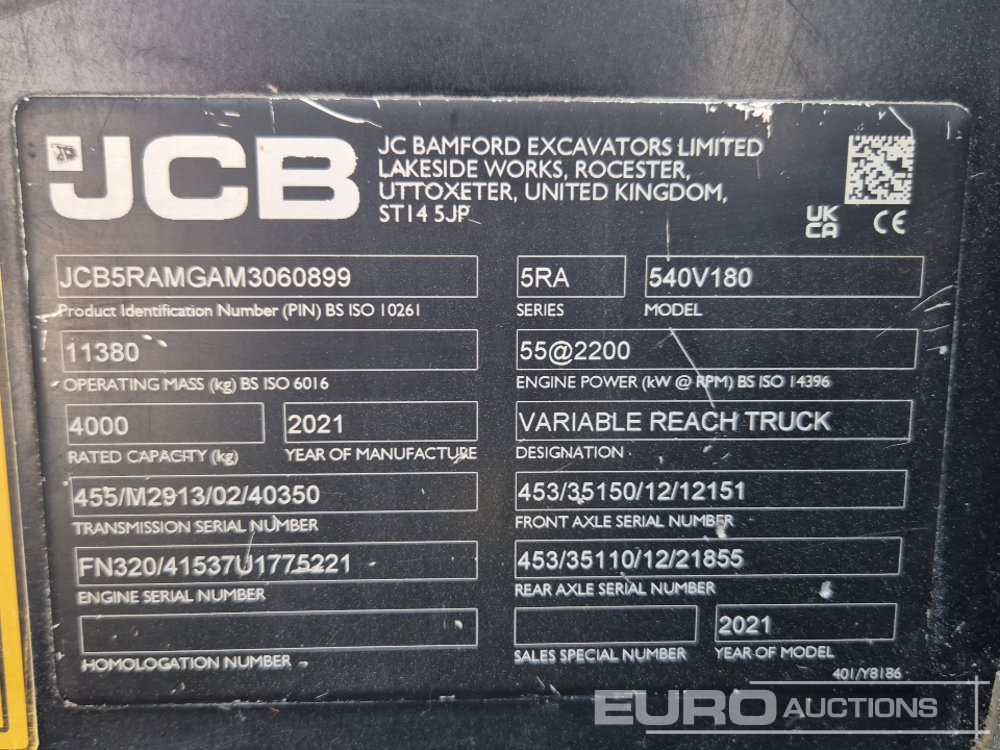 JCB
JC BAMFORD EXCAVATORS LIMITED
LAKESIDE WORKS, ROCESTER,
UTTOXETER, UNITED KINGDOM,
ST14 5JP
UK
CA CE
JCB5RAMGAM3060899 5RA 540V180
Product Identification Number (PIN) BS ISO 10261 SERIES MODEL
11380 55@2200
OPERATING MASS (kg) BS ISO 6016 ENGINE POWER (kW @ RPM) BS ISO 14396
4000 2021 VARIABLE REACH TRUCK
RATED CAPACITY (kg) YEAR OF MANUFACTURE DESIGNATION
455/M2913/02/40350 453/35150/12/12151
TRANSMISSION SERIAL NUMBER FRONT AXLE SERIAL NUMBER
FN320/41537U1775221 453/35110/12/21855
ENGINE SERIAL NUMBER REAR AXLE SERIAL NUMBER
2021
HOMOLOGATION NUMBER SALES SPECIAL NUMBER YEAR OF MODEL
401/Y8186
EURO AUCTIONS